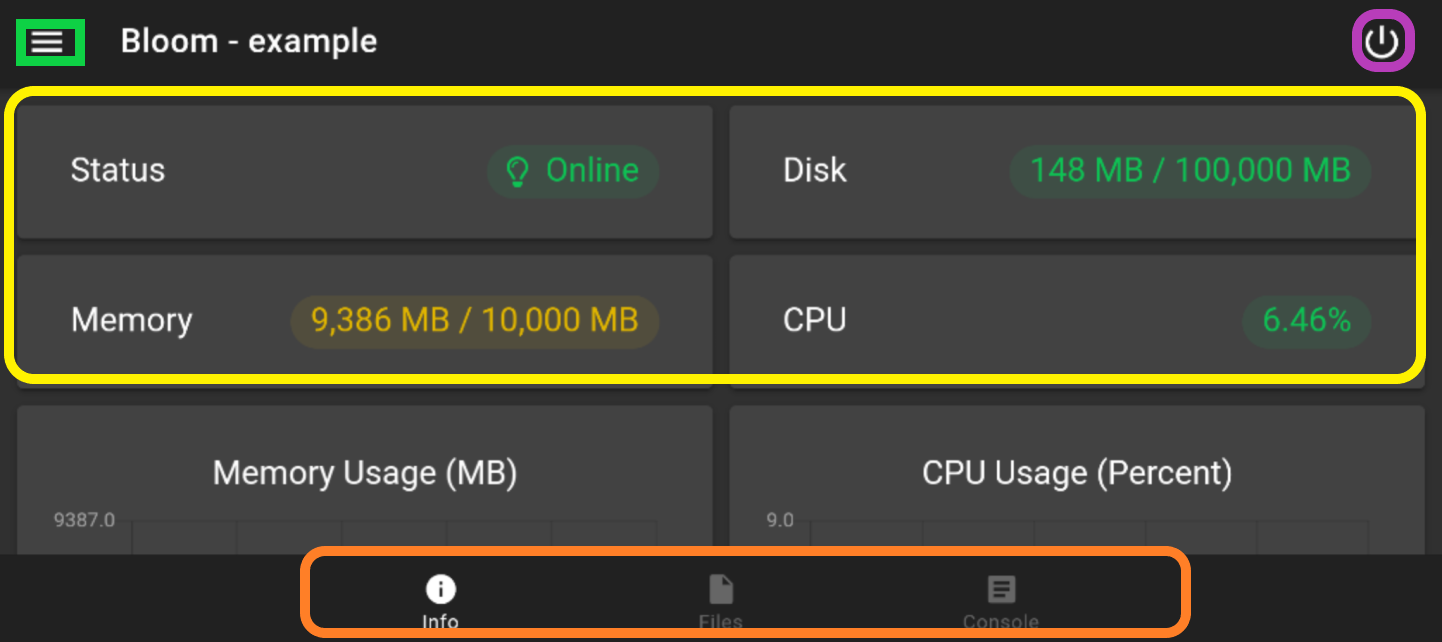 Bloom - example
Status
Online
Disk
148 MB / 100,000 MB
Memory
9,386 MB / 10,000 MB
CPU
6.46%
Memory Usage (MB)
CPU Usage (Percent)
9387.0
9.0
Info
Files
Console